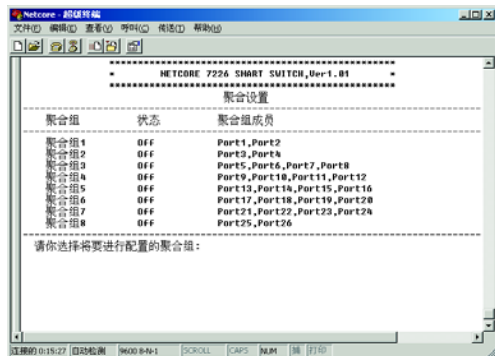 Netcore - 超级终端
文件(F) 编辑(E) 查看(V) 呼叫(C) 传送(T) 帮助(H)
NETCORE 7226 SMART SWITCH,Ver1.01
聚合设置
聚合组 状态 聚合组成员
聚合组1 Off Port1,Port2
聚合组2 Off Port3,Port4
聚合组3 Off Port5,Port6,Port7,Port8
聚合组4 Off Port9,Port10,Port11,Port12
聚合组5 Off Port13,Port14,Port15,Port16
聚合组6 Off Port17,Port18,Port19,Port20
聚合组7 Off Port21,Port22,Port23,Port24
聚合组8 Off Port25,Port26
请你选择将要进行配置的聚合组:
连接的 0:15:27 自动检测 9600 8-N-1 SCROLL CAPS NUM 捕 打印